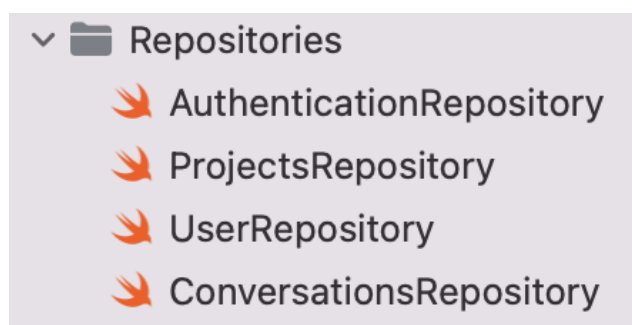 Repositories
AuthenticationRepository
ProjectsRepository
UserRepository
ConversationsRepository